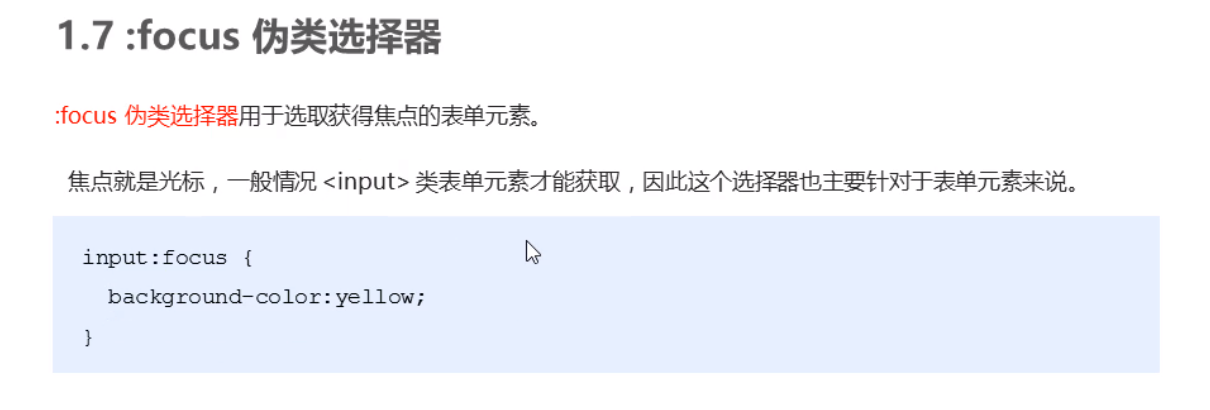 1.7 :focus 伪类选择器
:focus 伪类选择器用于选取获得焦点的表单元素。
焦点就是光标，一般情况 <input> 类表单元素才能获取，因此这个选择器也主要针对于表单元素来说。
input:focus {
  background-color:yellow;
}